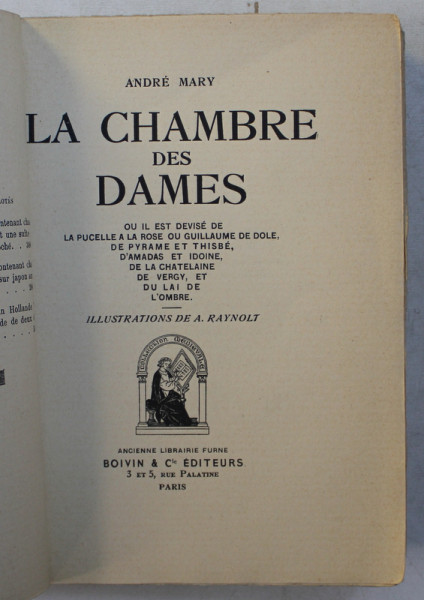 ANDRÉ MARY
LA CHAMBRE
DES
DAMES
OU IL EST DEVISÉ DE
LA PUCELLE A LA ROSE OU GUILLAUME DE DOLE,
DE PYRAME ET THISBÉ,
D'AMADAS ET IDOINE,
DE LA CHATELAINE
DE VERGY, ET
DU LAI DE
L'OMBRE.
ILLUSTRATIONS DE A. RAYNOLT
ANCIENNE LIBRAIRIE FURNE
BOIVIN & Cie ÉDITEURS
3 ET 5, RUE PALATINE
PARIS